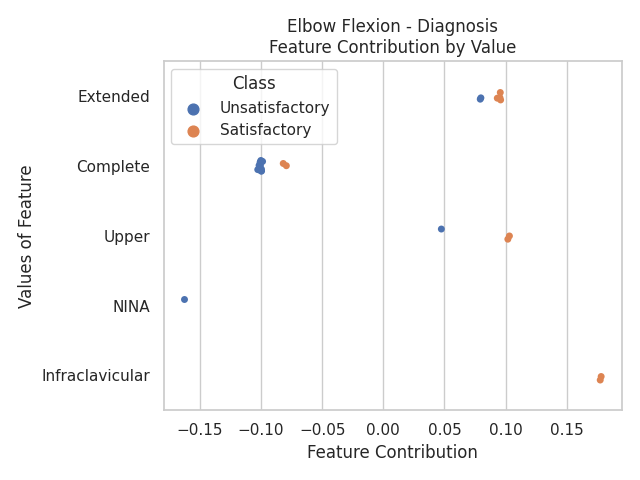 Elbow Flexion - Diagnosis
Feature Contribution by Value
Class
Unsatisfactory
Satisfactory
Values of Feature
Extended
Complete
Upper
NINA
Infraclavicular
−0.15
−0.10
−0.05
0.00
0.05
0.10
0.15
Feature Contribution